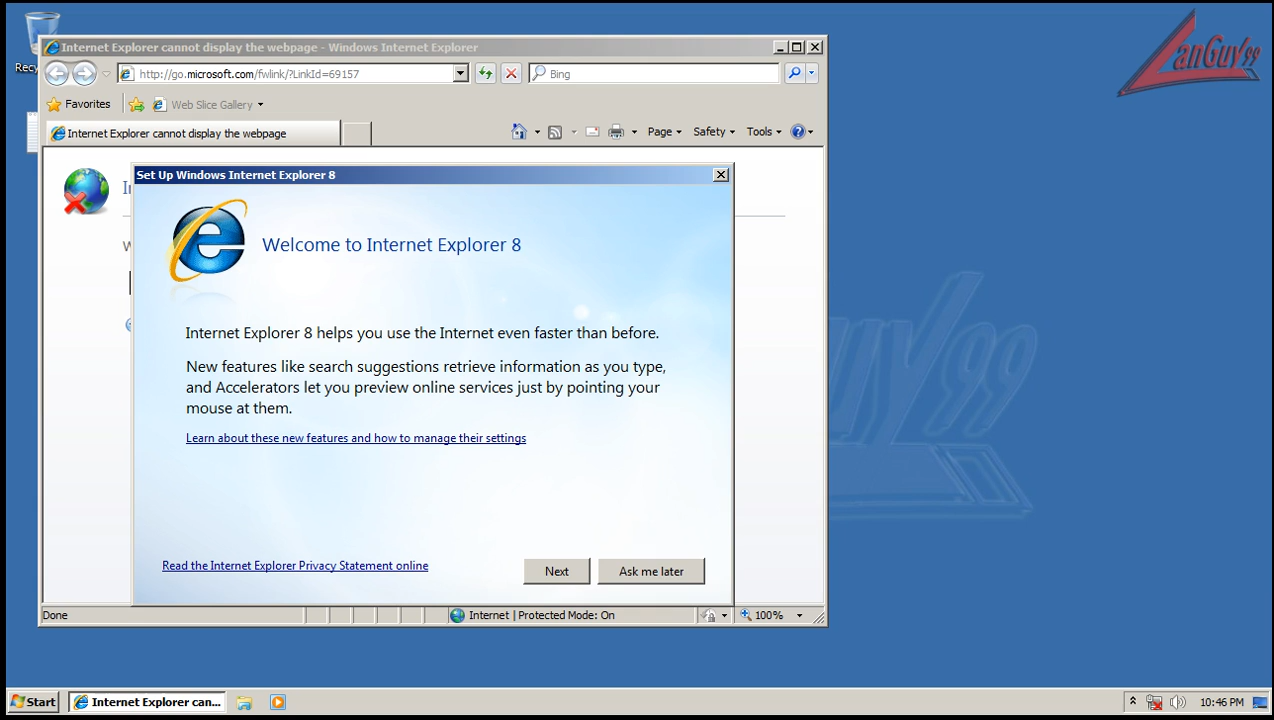 Recy
Internet Explorer cannot display the webpage - Windows Internet Explorer
http://go.microsoft.com/fwlink/?LinkId=69157
Bing
Favorites
Web Slice Gallery
Internet Explorer cannot display the webpage
Page
Safety
Tools
Set Up Windows Internet Explorer 8
Welcome to Internet Explorer 8
Internet Explorer 8 helps you use the Internet even faster than before.
New features like search suggestions retrieve information as you type,
and Accelerators let you preview online services just by pointing your
mouse at them.
Learn about these new features and how to manage their settings
Read the Internet Explorer Privacy Statement online
Next
Ask me later
Done
Internet | Protected Mode: On
100%
LanGuy99
uy99
Start
Internet Explorer can...
10:46 PM